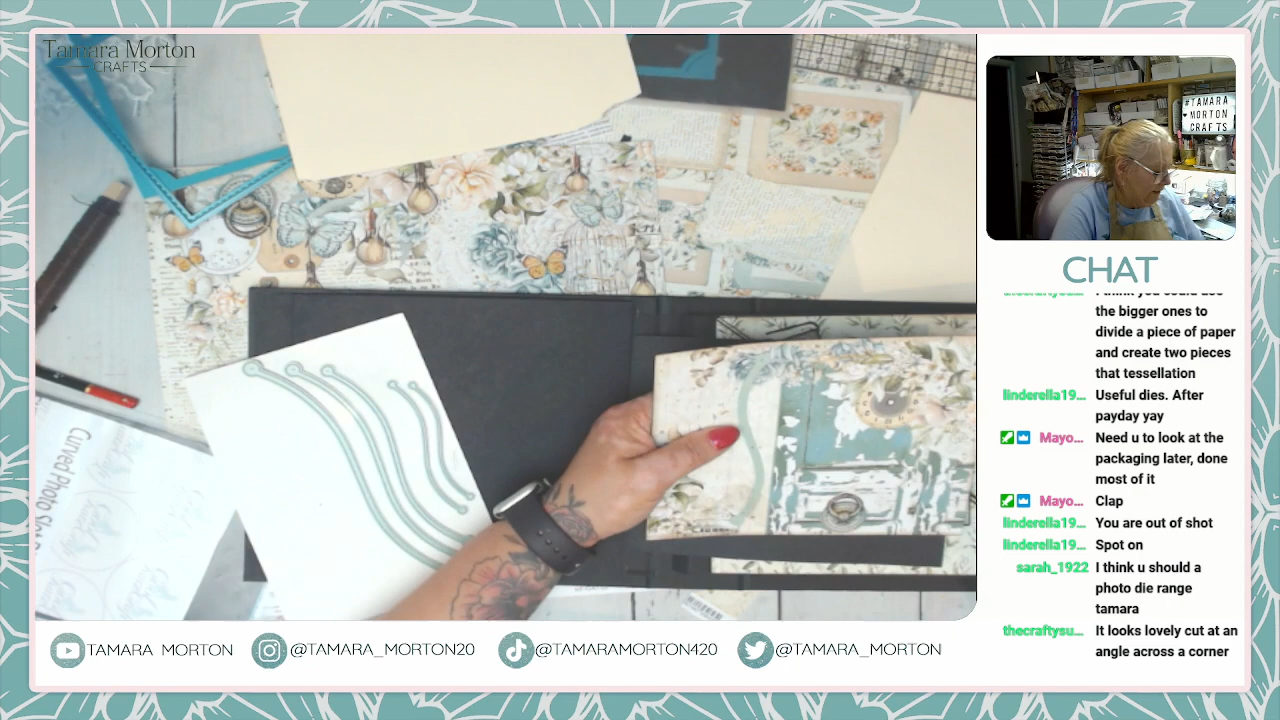 Tamara Morton
CRAFTS
#TAMARA
♥MORTON
CRAFTS
CHAT
the bigger ones to
divide a piece of paper
and create two pieces
that tessellation
linderella19... Useful dies. After
payday yay
Mayo... Need u to look at the
packaging later, done
most of it
Mayo... Clap
linderella19... You are out of shot
linderella19... Spot on
sarah_1922 I think u should a
photo die range
tamara
thecraftysu... It looks lovely cut at an
angle across a corner
Curved Photo
TAMARA MORTON
@TAMARA_MORTON20
@TAMARAMORTON420
@TAMARA_MORTON